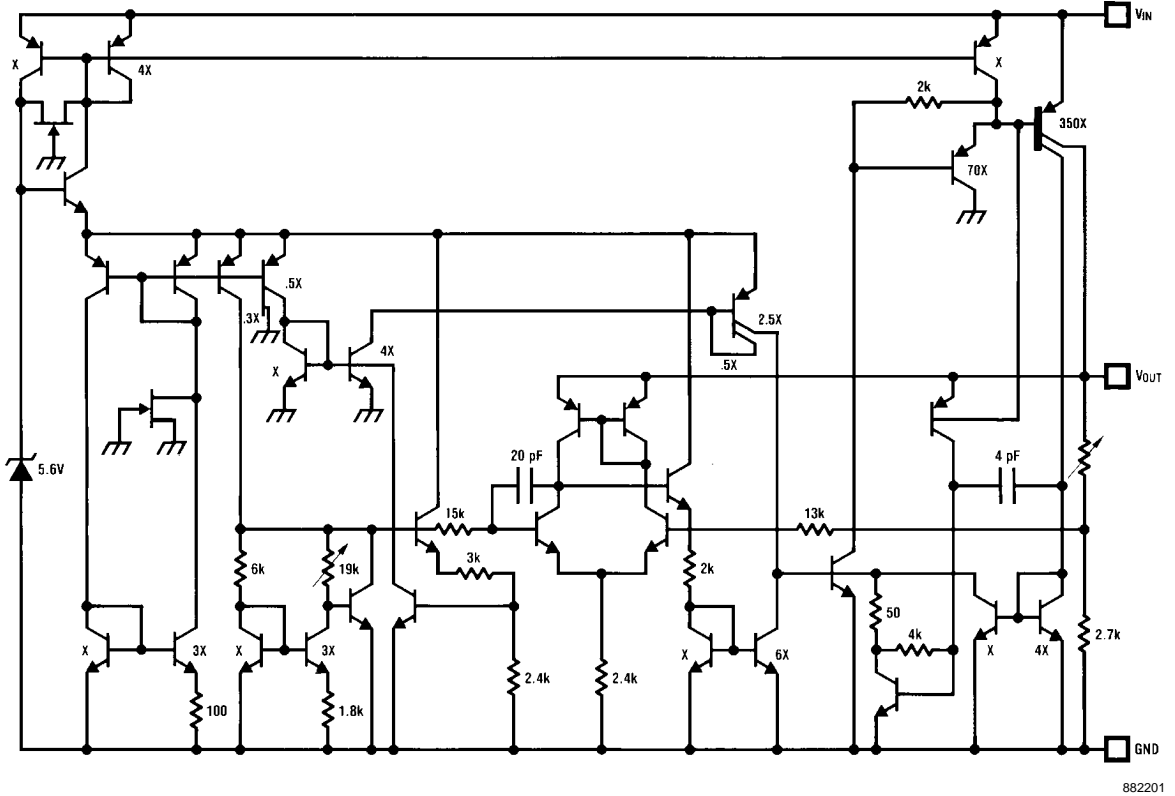 VIN
X
4X
X
2k
350X
70X
.5X
.3X
2.5X
4X
X
.5X
VOUT
5.6V
20 pF
4 pF
15k
13k
3k
6k
19k
2k
50
4k
X
3X
X
3X
X
6X
X
4X
2.7k
2.4k
2.4k
100
1.8k
GND
882201